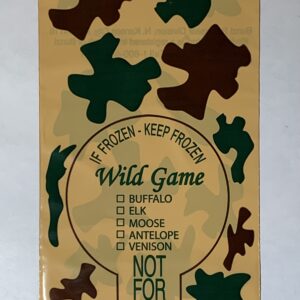 IF FROZEN - KEEP FROZEN
Wild Game
☐ BUFFALO
☐ ELK
☐ MOOSE
☐ ANTELOPE
☐ VENISON
NOT
FOR